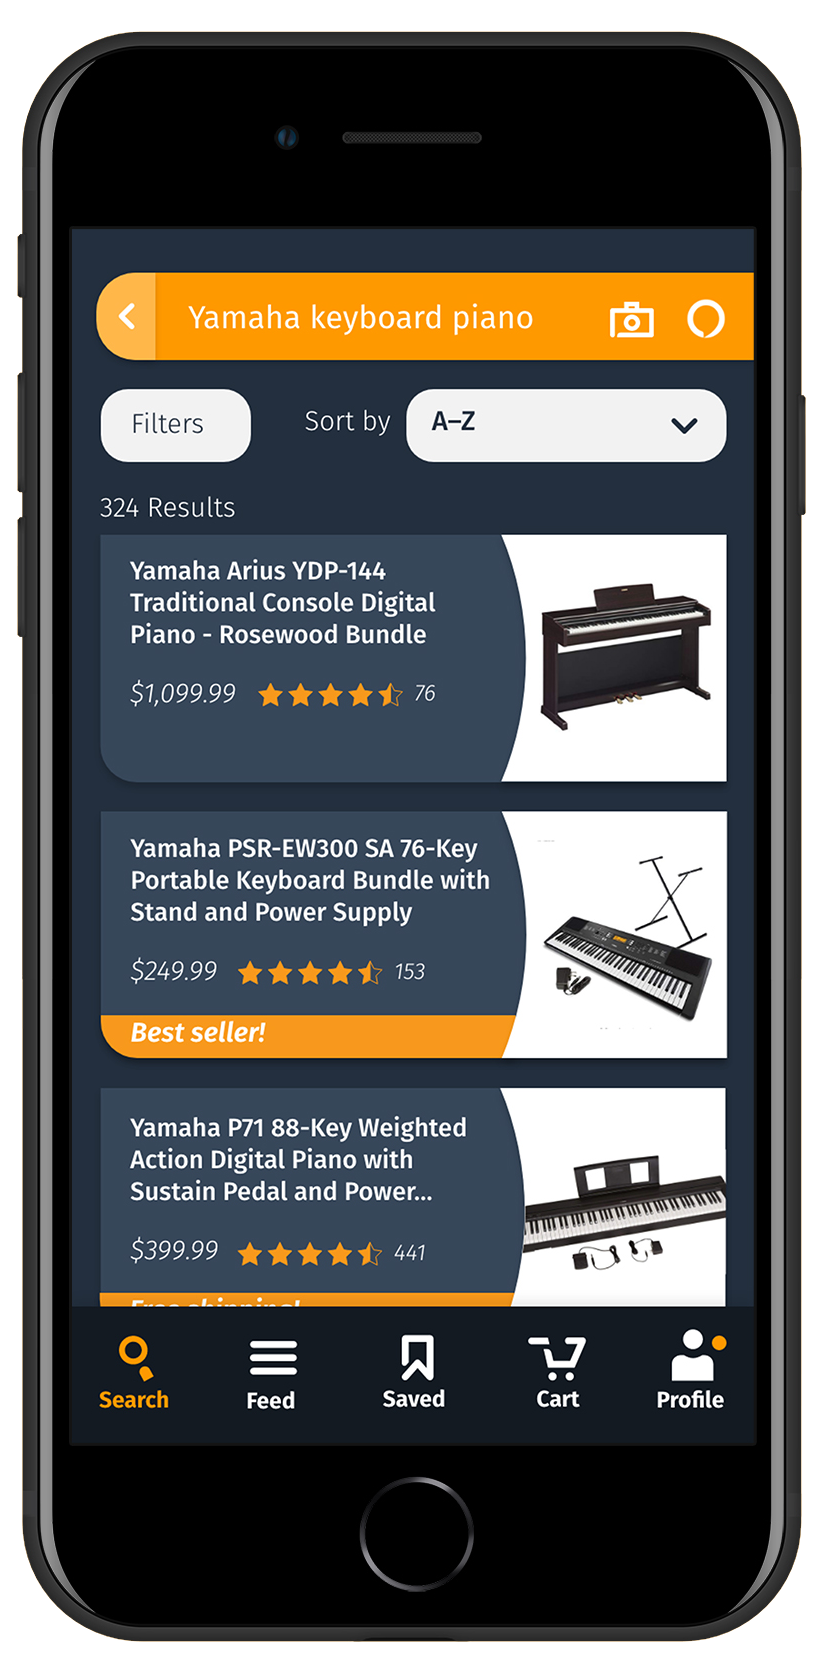 Yamaha keyboard piano
Filters
Sort by
A–Z
324 Results
Yamaha Arius YDP-144
Traditional Console Digital
Piano - Rosewood Bundle
$1,099.99 76
Yamaha PSR-EW300 SA 76-Key
Portable Keyboard Bundle with
Stand and Power Supply
$249.99 153
Best seller!
Yamaha P71 88-Key Weighted
Action Digital Piano with
Sustain Pedal and Power...
$399.99 441
Free shipping!
Search
Feed
Saved
Cart
Profile